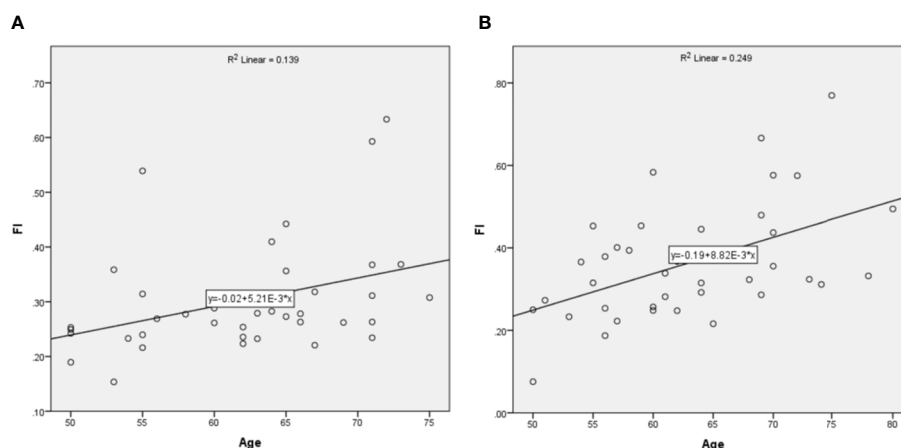 A
R² Linear = 0.139
.70
.60
.50
.40
.30
.20
.10
FI
y=-0.02+5.21E-3*x
50 55 60 65 70 75
Age
B
R² Linear = 0.249
.80
.60
.40
.20
.00
FI
y=-0.19+8.82E-3*x
50 55 60 65 70 75 80
Age